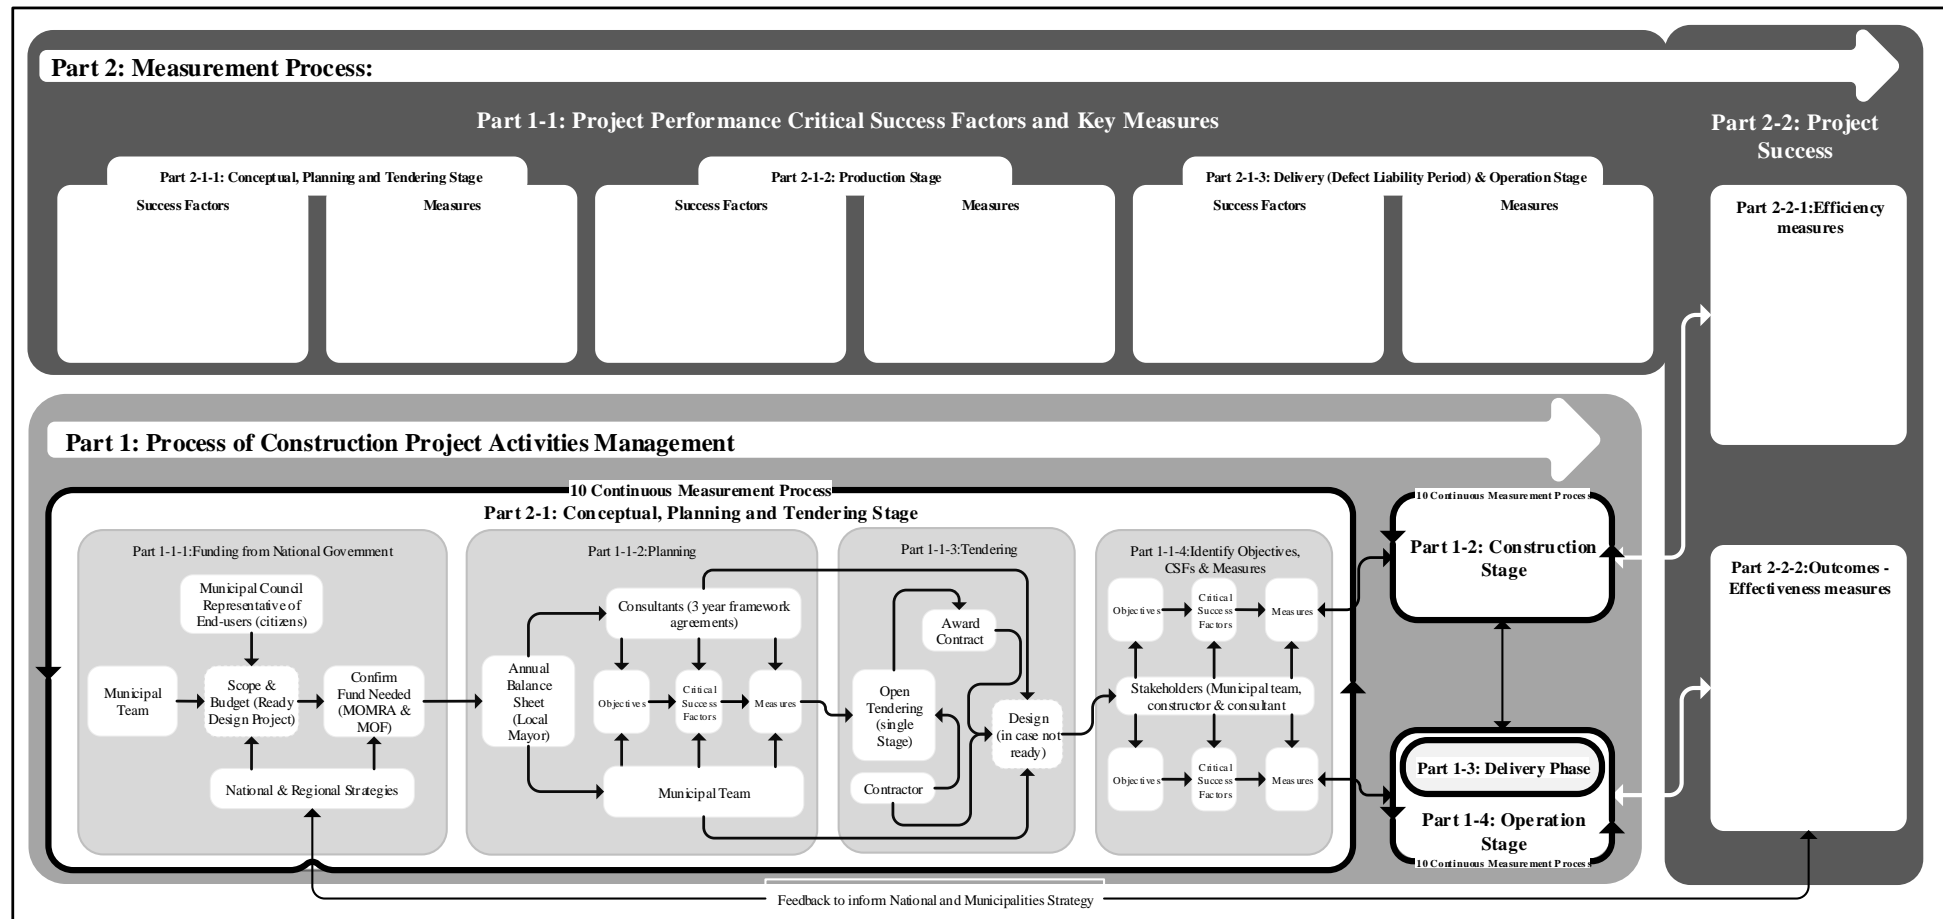 Part 2: Measurement Process:
Part 1-1: Project Performance Critical Success Factors and Key Measures
Part 2-2: Project
Success
Part 2-1-1: Conceptual, Planning and Tendering Stage
Success Factors
Measures
Part 2-1-2: Production Stage
Success Factors
Measures
Part 2-1-3: Delivery (Defect Liability Period) & Operation Stage
Success Factors
Measures
Part 2-2-1:Efficiency
measures
Part 2-2-2:Outcomes -
Effectiveness measures
Part 1: Process of Construction Project Activities Management
10 Continuous Measurement Process
Part 2-1: Conceptual, Planning and Tendering Stage
Part 1-1-1:Funding from National Government
Municipal Council
Representative of
End-users (citizens)
Municipal
Team
Scope &
Budget (Ready
Design Project)
Confirm
Fund Needed
(MOMRA &
MOF)
National & Regional Strategies
Part 1-1-2:Planning
Consultants (3 year framework
agreements)
Annual
Balance
Sheet
(Local
Mayor)
Objectives
Critical
Success
Factors
Measures
Municipal Team
Part 1-1-3:Tendering
Award
Contract
Open
Tendering
(single
Stage)
Design
(in case not
ready)
Contractor
Part 1-1-4:Identify Objectives,
CSFs & Measures
Objectives
Critical
Success
Factors
Measures
Stakeholders (Municipal team,
constructor & consultant
Objectives
Critical
Success
Factors
Measures
10 Continuous Measurement Process
Part 1-2: Construction
Stage
Part 1-3: Delivery Phase
Part 1-4: Operation
Stage
10 Continuous Measurement Process
Feedback to inform National and Municipalities Strategy